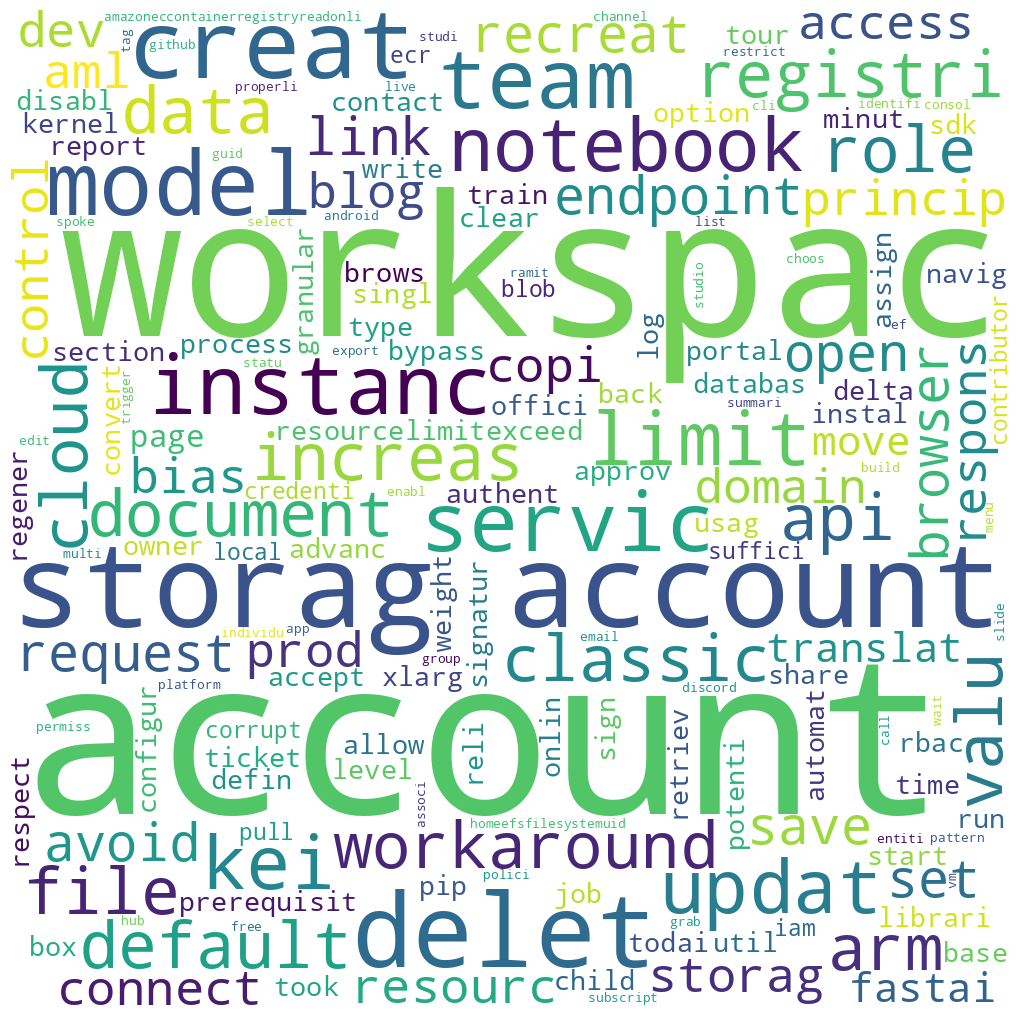 amazoneccontainerregistryreadonli
channel
dev
tag
github
creat
studi
ecr
recreat
tour
access
restrict
aml
properli
live
team
registri
disabl
data
contact
option
cli
identifi
consol
kernel
link
notebook
minut
sdk
report
guid
write
role
control
model
blog
train
endpoint
princip
spoke
select
android
clear
list
workspac
granular
brows
ramit
blob
singl
studio
choos
assign
navig
type
log
ef
section
process
statu
export
bypass
portal
open
contributor
cloud
convert
trigger
instanc
copi
back
databas
delta
browser
respons
offici
summari
instal
edit
page
resourcelimitexceed
limit
move
regener
bias
increas
approv
build
credenti
enabl
authent
domain
menu
document
servic
usag
api
multi
owner
local
advanc
suffici
storag account
weight
signatur
individu
app
email
slide
request
prod
group
classic
translat
accept
xlarg
share
valu
platform
discord
account
permiss
configur
corrupt
allow
reli
onlin
sign
retriev
potenti
automat
call
wait
rbac
ticket
defin
level
time
respect
associ
avoid
pull
homeefsfilesystemuid
save
run
workaround
entiti
pattern
kei
start
file
prerequisit
pip
polici
job
updat
set
vm
librari
hub
free
delet
grab
iam
box
default
todai
util
arm
base
connect
took
resourc
child
storag
subscript
fastai